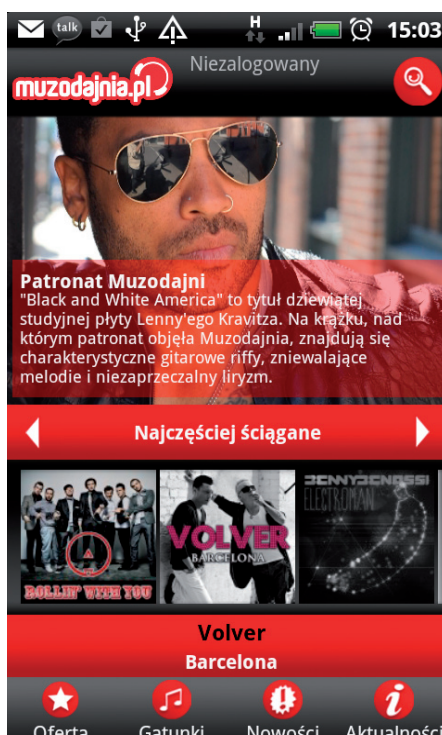 talk H 15:03
muzodajnia.pl Niezalogowany
Patronat Muzodajni
"Black and White America" to tytuł dziewiątej
studyjnej płyty Lenny'ego Kravitza. Na krążku, nad
którym patronat objęła Muzodajnia, znajdują się
charakterystyczne gitarowe riffy, zniewalające
melodie i niezaprzeczalny liryzm.
Najczęściej ściągane
A
ROLLIN' WITH YOU
VOLVER
BARCELONA
BENNY BENASSI
ELECTROMAN
Volver
Barcelona
Oferta Gatunki Nowości Aktualności